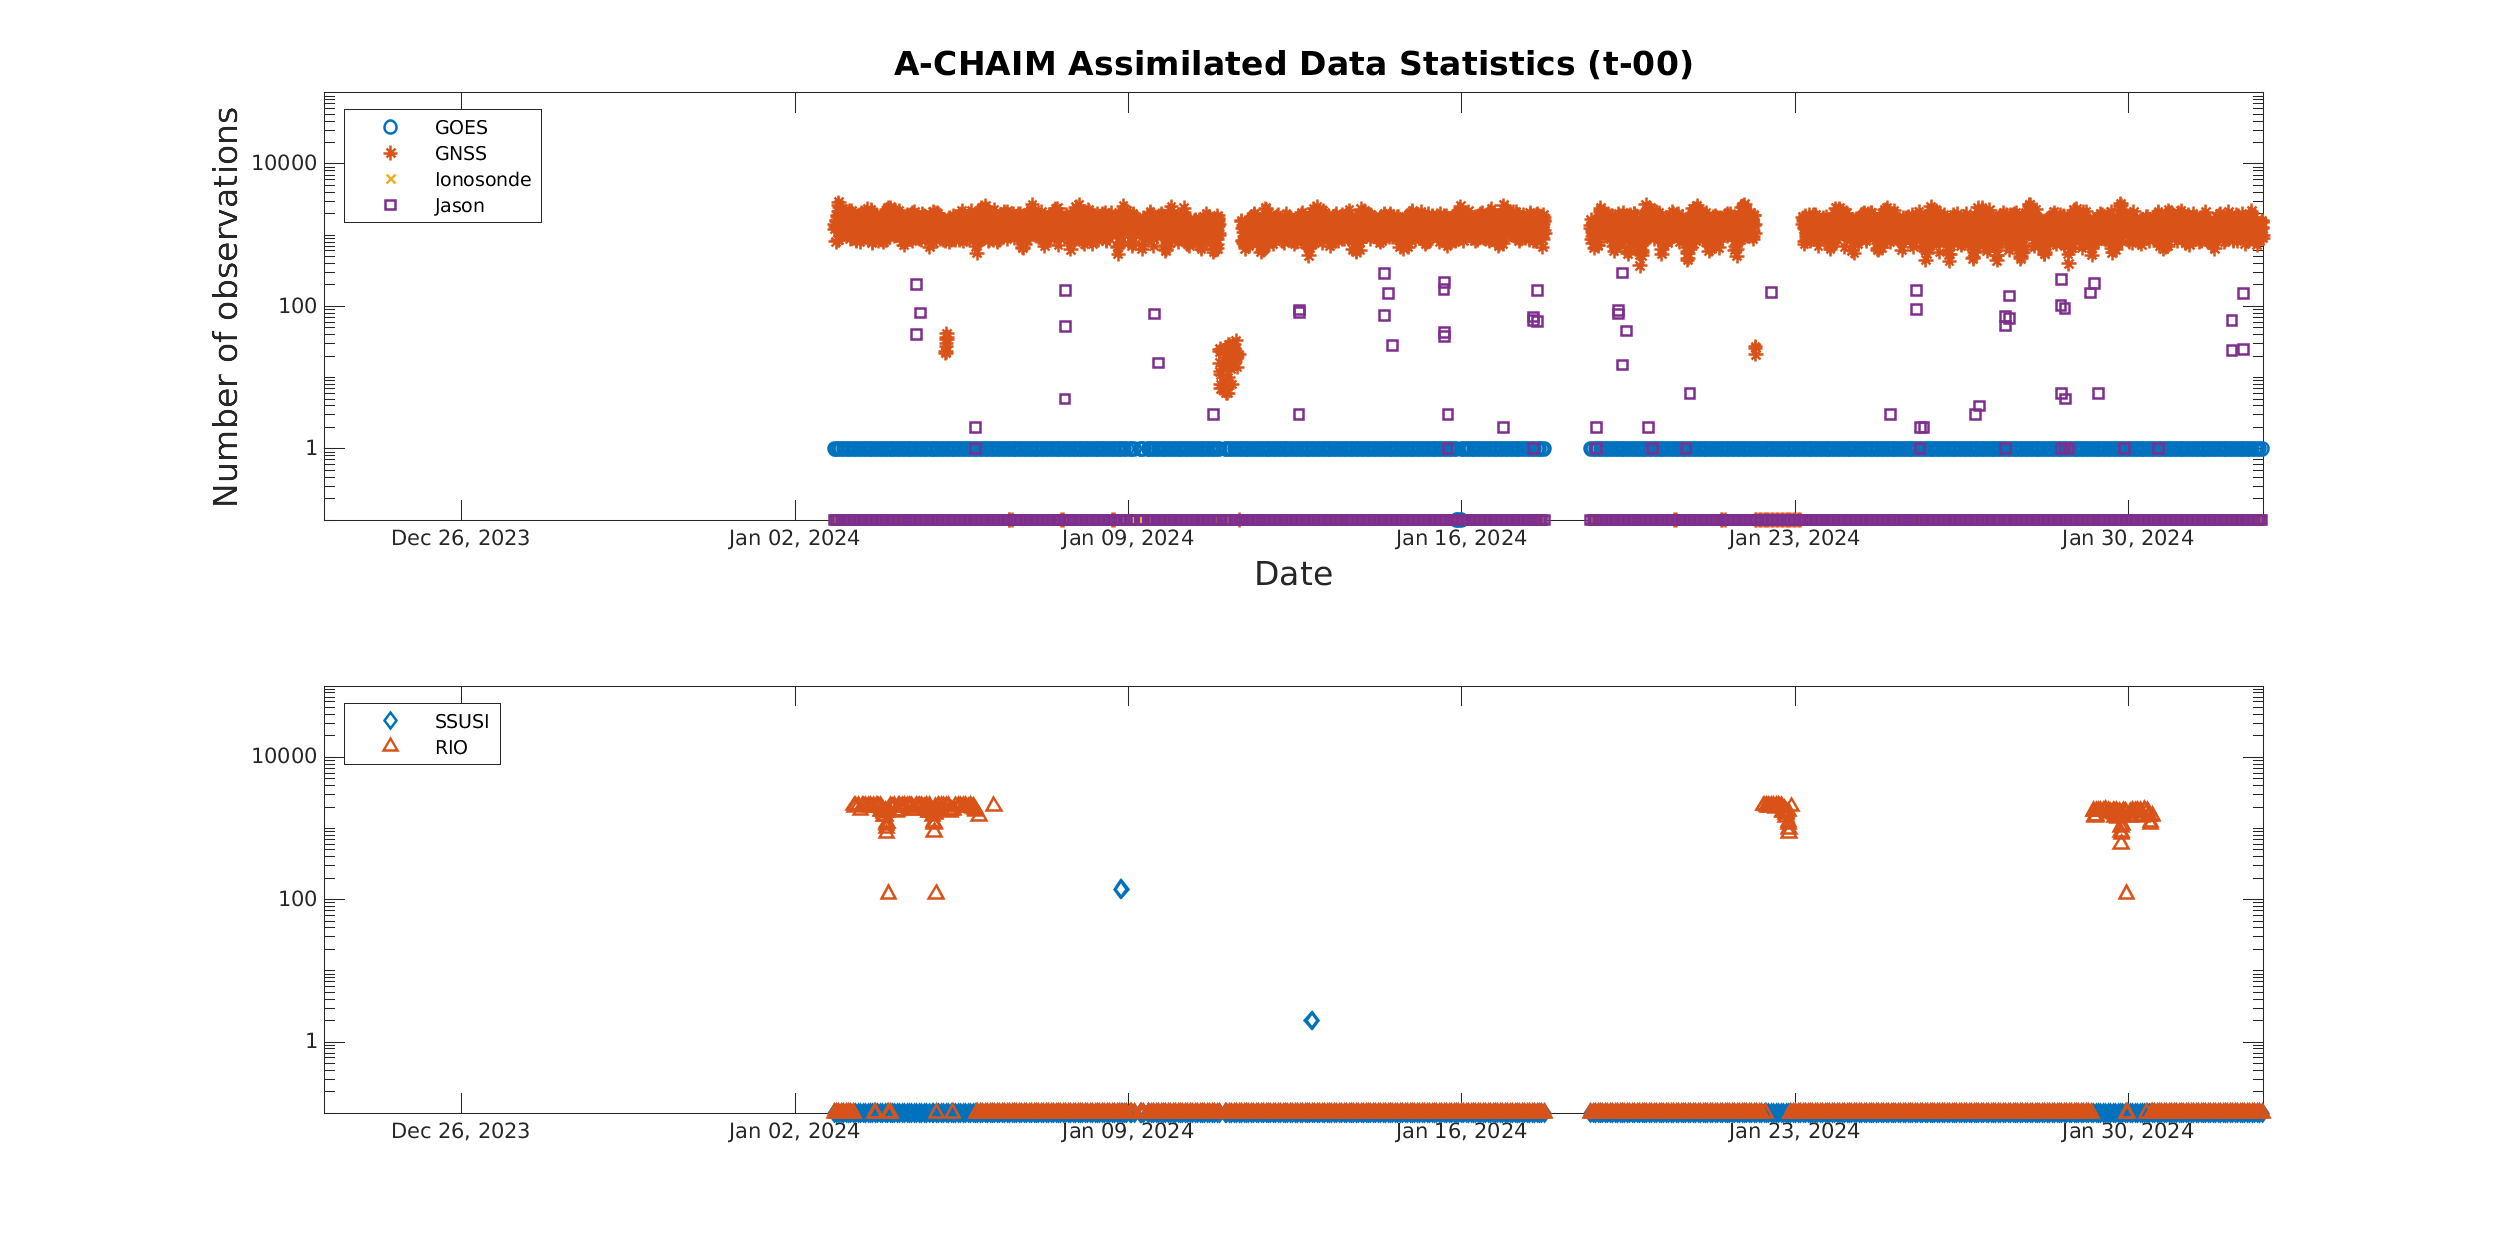 A-CHAIM Assimilated Data Statistics (t-00)
Number of observations
10000
100
1
GOES
GNSS
Ionosonde
Jason
Dec 26, 2023
Jan 02, 2024
Jan 09, 2024
Jan 16, 2024
Jan 23, 2024
Jan 30, 2024
Date
10000
100
1
SSUSI
RIO
Dec 26, 2023
Jan 02, 2024
Jan 09, 2024
Jan 16, 2024
Jan 23, 2024
Jan 30, 2024